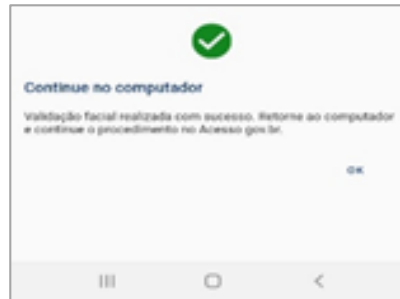 Continue no computador
Validação facial realizada com sucesso. Retorne ao computador
e continue o procedimento no Acesso gov.br.
OK